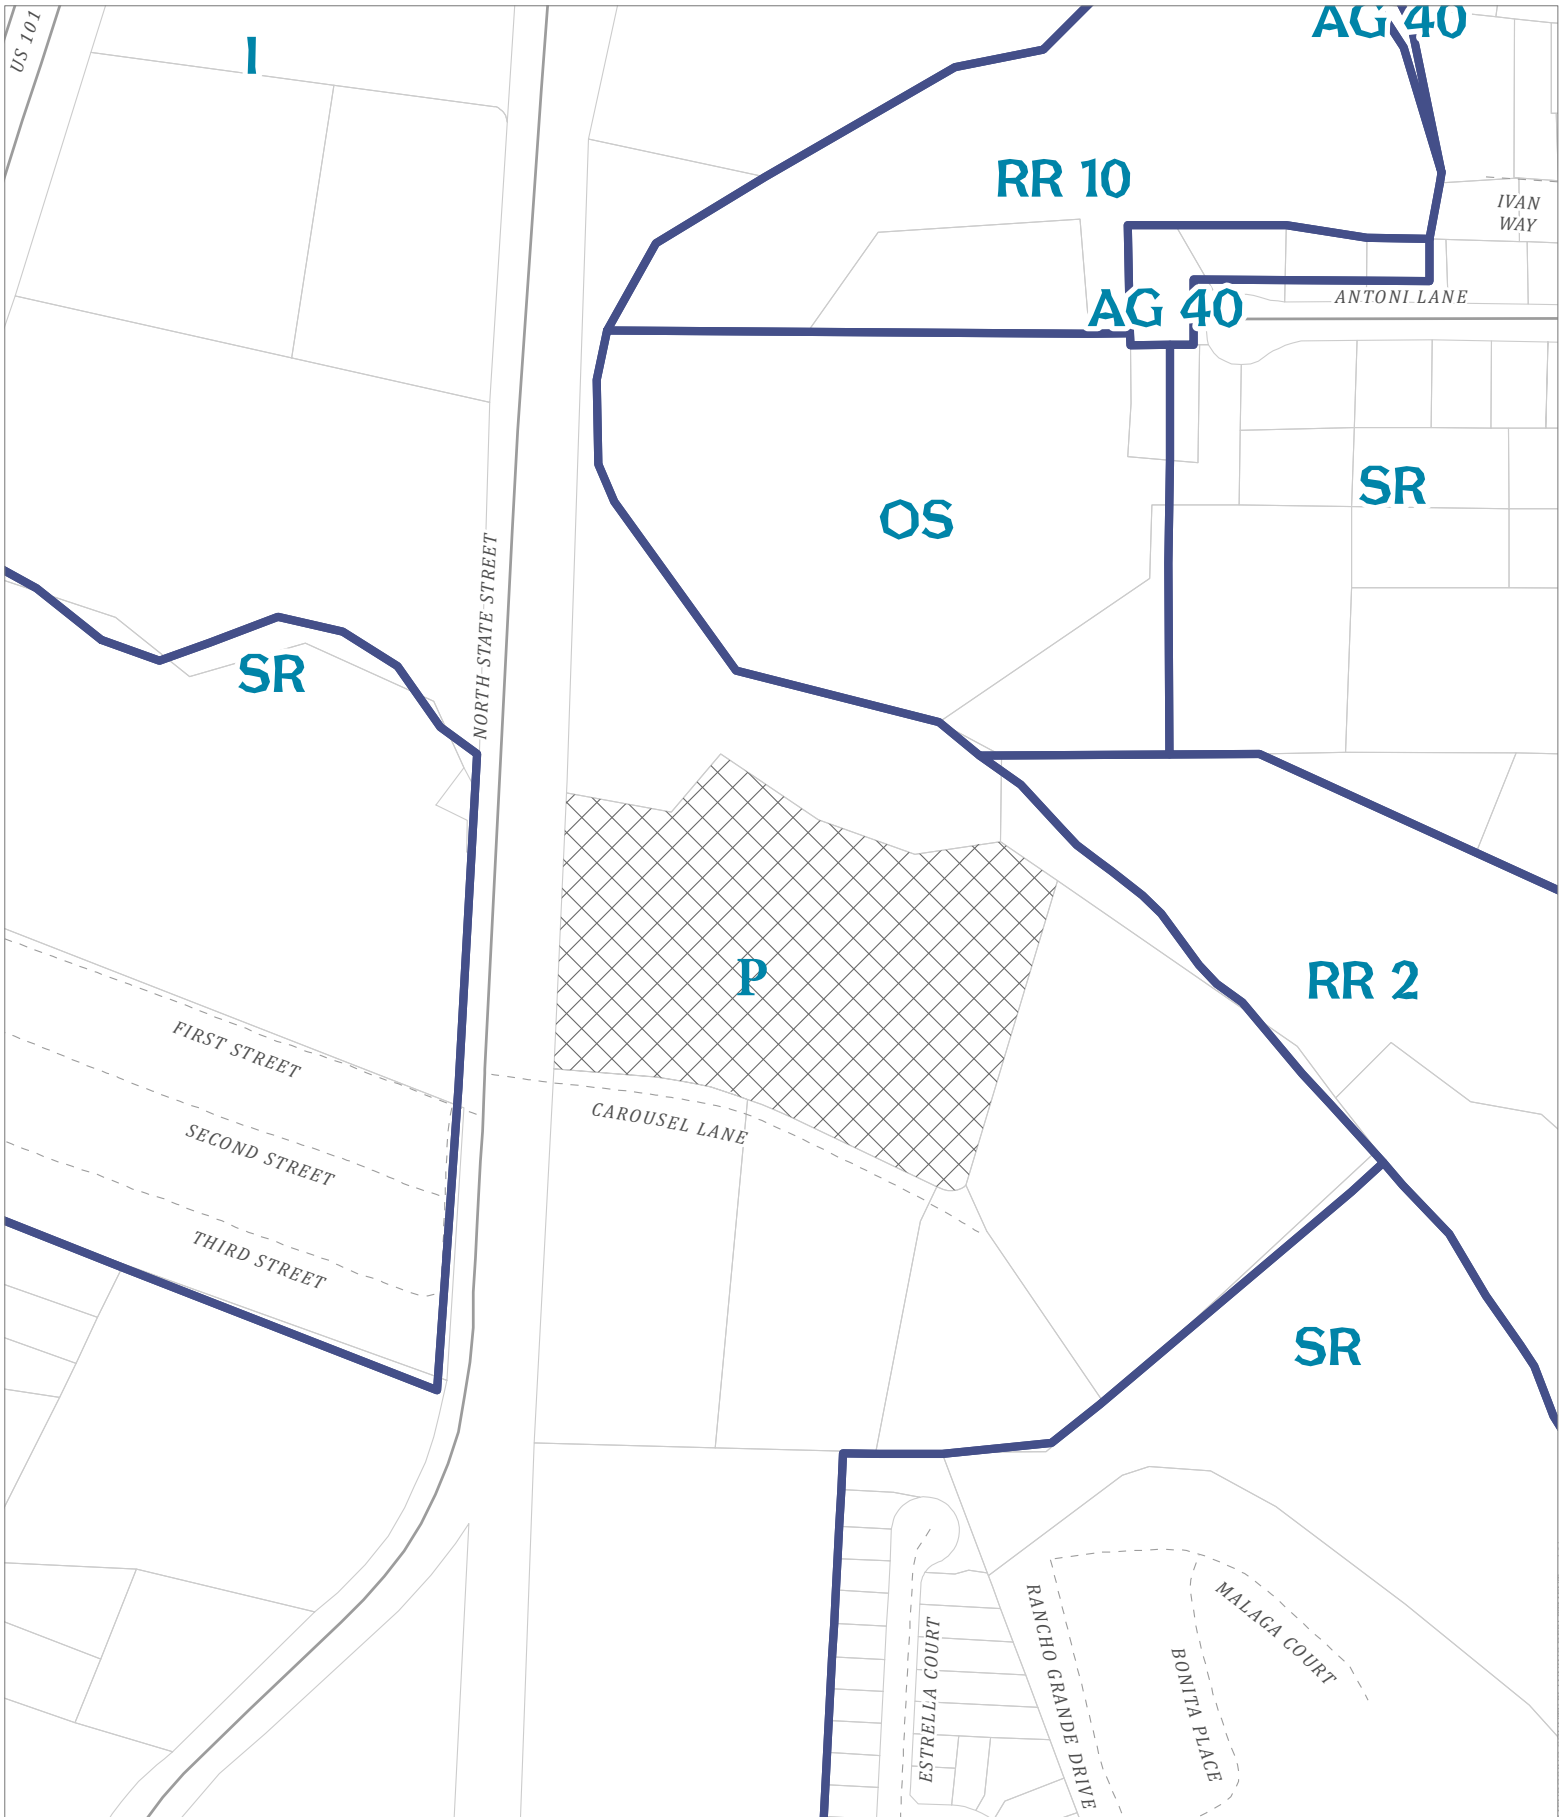 US 101
I
AG 40
RR 10
IVAN
WAY
AG 40
ANTONI LANE
SR
OS
NORTH STATE STREET
SR
P
RR 2
FIRST STREET
CAROUSEL LANE
SECOND STREET
THIRD STREET
SR
ESTRELLA COURT
RANCHO GRANDE DRIVE
BONITA PLACE
MALAGA COURT